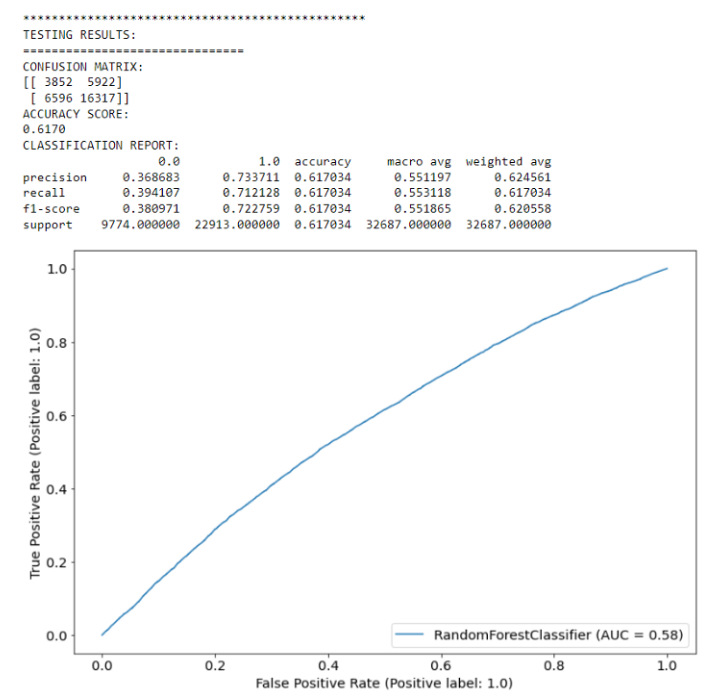 ************************************************
TESTING RESULTS:
===============================
CONFUSION MATRIX:
[[ 3852  5922]
 [ 6596 16317]]
ACCURACY SCORE:
0.6170
CLASSIFICATION REPORT:
0.0 1.0 accuracy macro avg weighted avg
precision 0.368683 0.733711 0.617034 0.551197 0.624561
recall 0.394107 0.712128 0.617034 0.553118 0.617034
f1-score 0.380971 0.722759 0.617034 0.551865 0.620558
support 9774.000000 22913.000000 0.617034 32687.000000 32687.000000
1.0
0.8
0.6
0.4
0.2
0.0
True Positive Rate (Positive label: 1.0)
RandomForestClassifier (AUC = 0.58)
0.0 0.2 0.4 0.6 0.8 1.0
False Positive Rate (Positive label: 1.0)